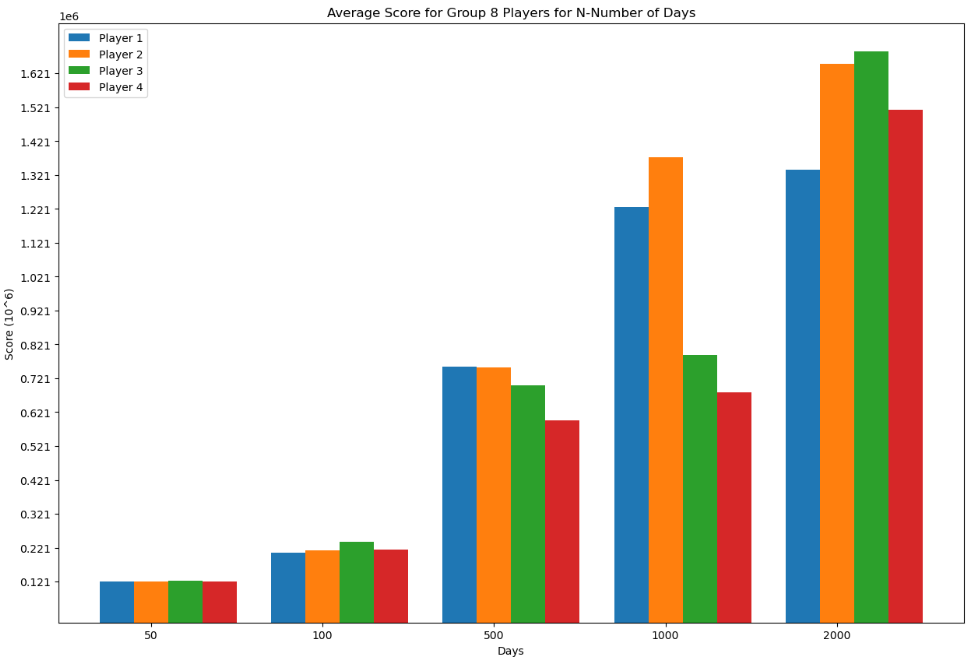 Average Score for Group 8 Players for N-Number of Days
1e6
Player 1
Player 2
Player 3
Player 4
Score (10^6)
1.621
1.521
1.421
1.321
1.221
1.121
1.021
0.921
0.821
0.721
0.621
0.521
0.421
0.321
0.221
0.121
50 100 500 1000 2000
Days